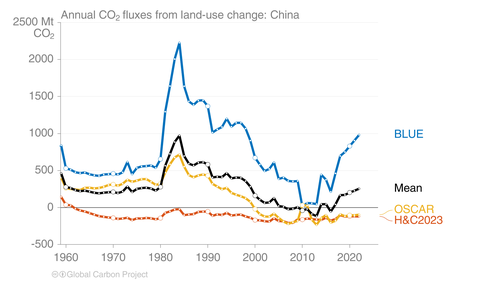 Annual CO₂ fluxes from land-use change: China
2500 Mt
CO₂
2000
1500
1000
500
0
-500
1960
1970
1980
1990
2000
2010
2020
BLUE
Mean
OSCAR
H&C2023
Global Carbon Project